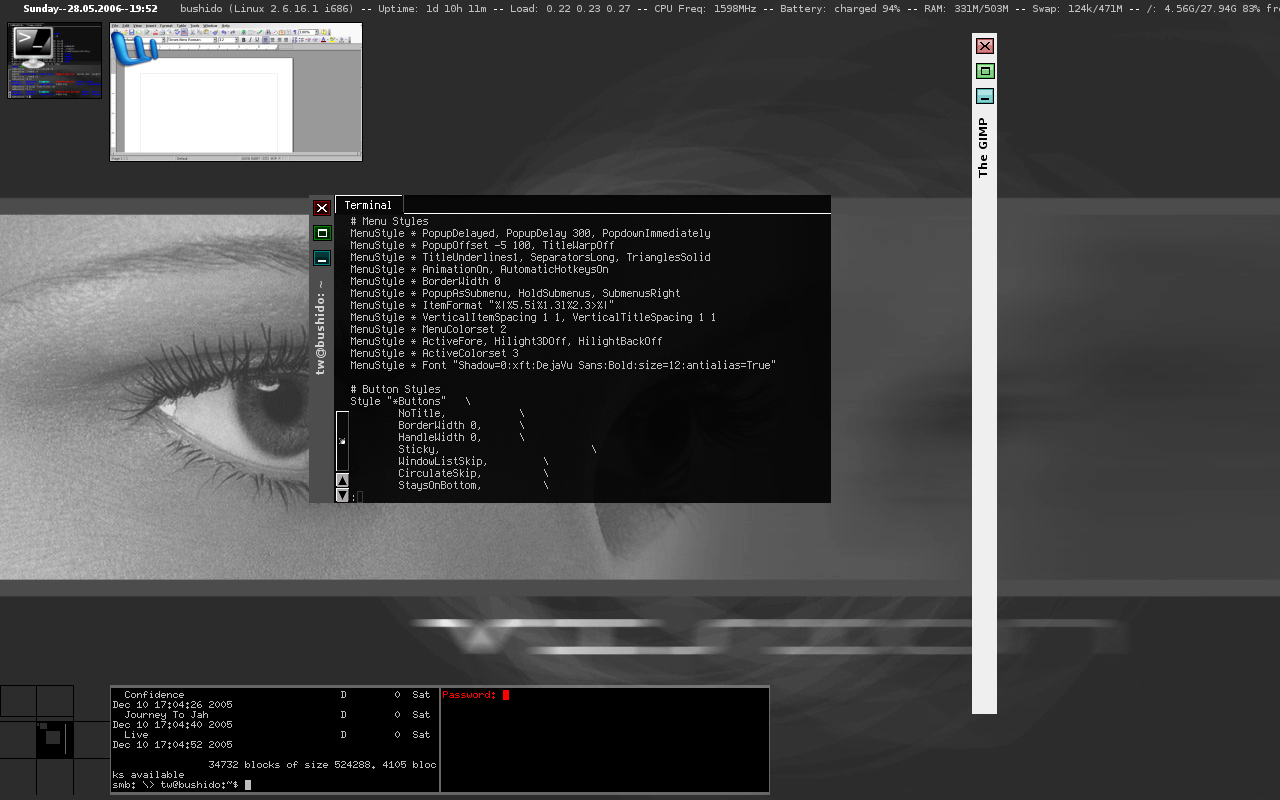 Sunday--28.05.2006--19:52 bushido (Linux 2.6.16.1 i686) -- Uptime: 1d 10h 11m -- Load: 0.22 0.23 0.27 -- CPU Freq: 1598MHz -- Battery: charged 94% -- RAM: 331M/503M -- Swap: 124k/471M -- /: 4.56G/27.94G 83% fre
The GIMP
Terminal
tw@bushido: ~
# Menu Styles
MenuStyle * PopupDelayed, PopupDelay 300, PopdownImmediately
MenuStyle * PopupOffset -5 100, TitleWarpOff
MenuStyle * TitleUnderlines1, SeparatorsLong, TrianglesSolid
MenuStyle * AnimationOn, AutomaticHotkeysOn
MenuStyle * BorderWidth 0
MenuStyle * PopupAsSubmenu, HoldSubmenus, SubmenusRight
MenuStyle * ItemFormat "%|%5.5i%1.3l%2.3>%|"
MenuStyle * VerticalItemSpacing 1 1, VerticalTitleSpacing 1 1
MenuStyle * MenuColorset 2
MenuStyle * ActiveFore, Hilight3DOff, HilightBackOff
MenuStyle * ActiveColorset 3
MenuStyle * Font "Shadow=0:xft:DejaVu Sans:Bold:size=12:antialias=True"
# Button Styles
Style "*Buttons" \
NoTitle, \
BorderWidth 0, \
HandleWidth 0, \
Sticky, \
WindowListSkip, \
CirculateSkip, \
StaysOnBottom, \
:
Confidence D 0 Sat
Dec 10 17:04:26 2005
Journey To Jah D 0 Sat
Dec 10 17:04:40 2005
Live D 0 Sat
Dec 10 17:04:52 2005
34732 blocks of size 524288. 4105 bloc
ks available
smb: \> tw@bushido:~$
Password: